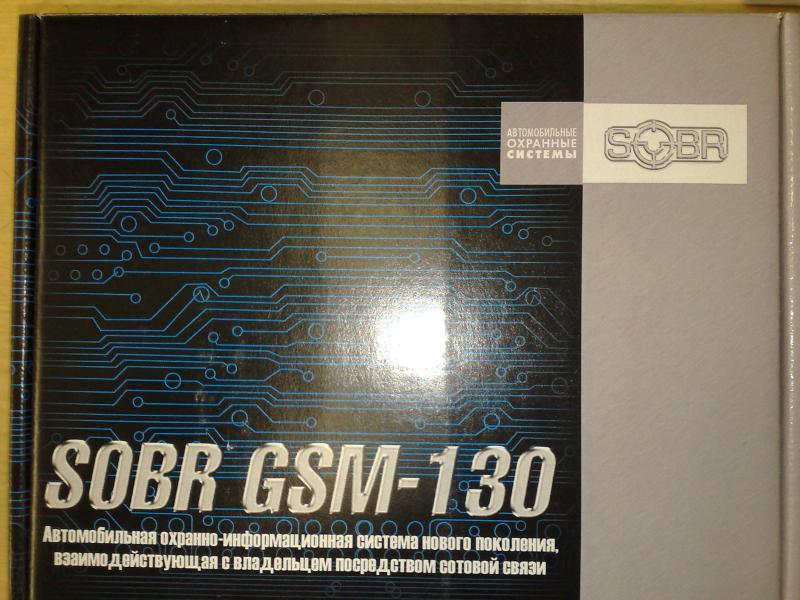 АВТОМОБИЛЬНЫЕ
ОХРАННЫЕ
СИСТЕМЫ
SOBR
SOBR GSM-130
Автомобильная охранно-информационная система нового поколения,
взаимодействующая с владельцем посредством сотовой связи